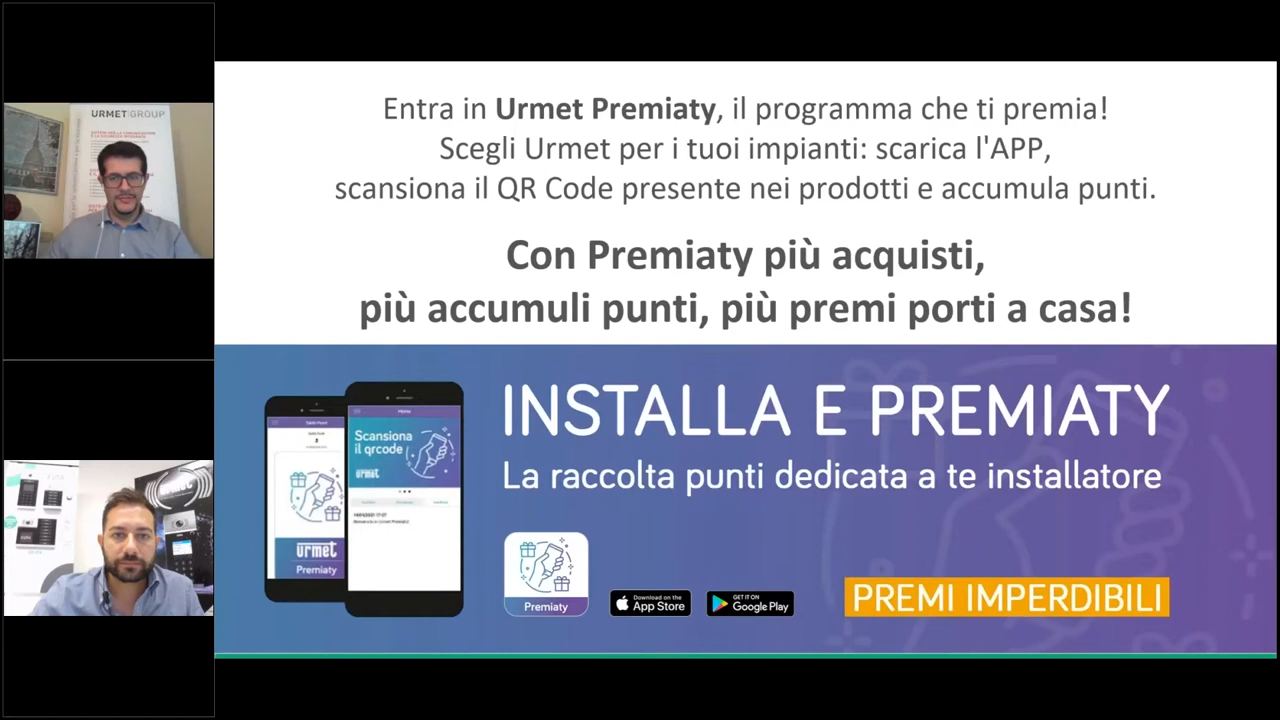 URMET GROUP
Entra in Urmet Premiaty, il programma che ti premia!
Scegli Urmet per i tuoi impianti: scarica l'APP,
scansiona il QR Code presente nei prodotti e accumula punti.
Con Premiaty più acquisti,
più accumuli punti, più premi porti a casa!
INSTALLA E PREMIATY
La raccolta punti dedicata a te installatore
Home
Scansiona
il qrcode
urmet
urmet
Premiaty
Premiaty
Download on the
App Store
GET IT ON
Google Play
PREMI IMPERDIBILI
urmet